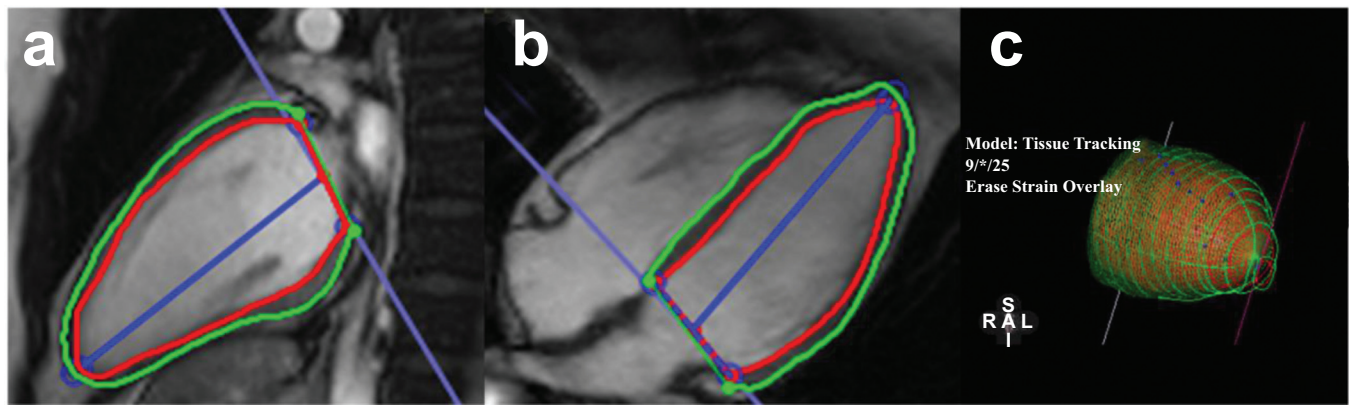 a
b
c
Model: Tissue Tracking
9/*/25
Erase Strain Overlay
S
R A L
I